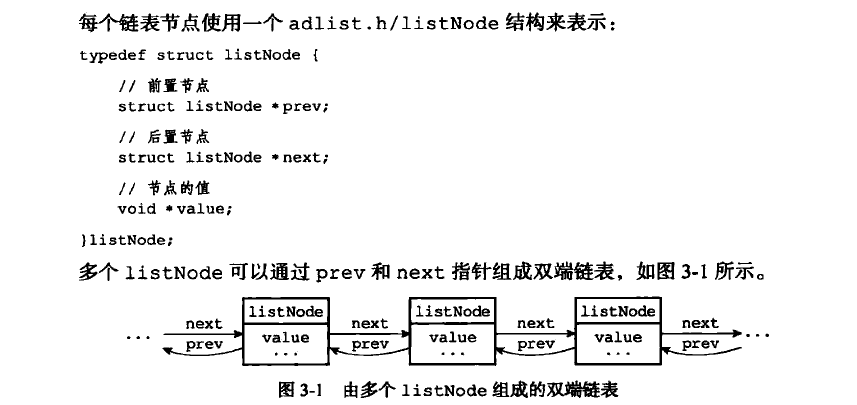 每个链表节点使用一个 adlist.h/listNode 结构来表示：
typedef struct listNode {
// 前置节点
struct listNode *prev;
// 后置节点
struct listNode *next;
// 节点的值
void *value;
}listNode;
多个 listNode 可以通过 prev 和 next 指针组成双端链表，如图 3-1 所示。
listNode listNode listNode
... next value next value next value next ...
prev ... prev ... prev ... prev
图 3-1 由多个 listNode 组成的双端链表